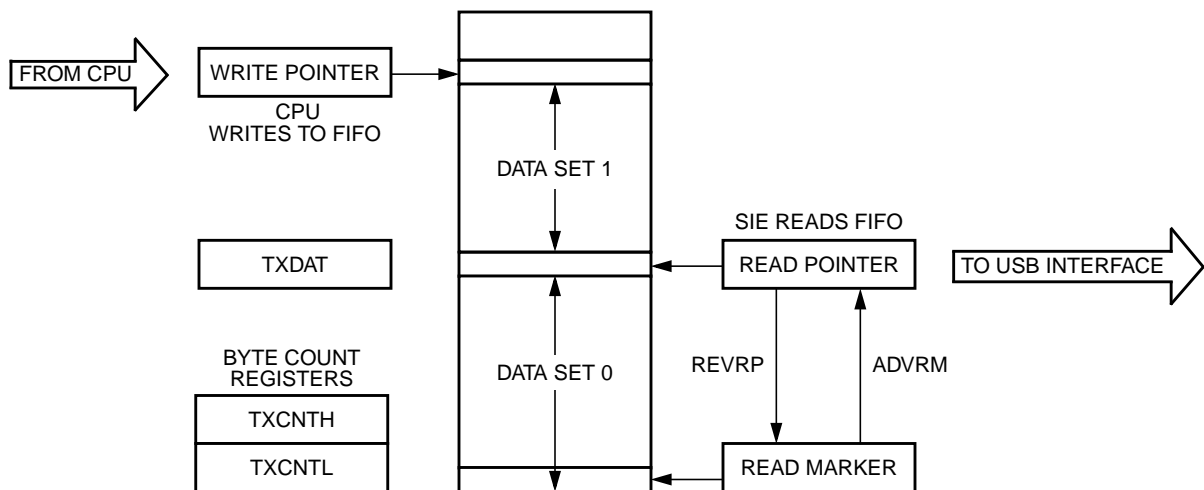 FROM CPU
WRITE POINTER
CPU
WRITES TO FIFO
DATA SET 1
SIE READS FIFO
TXDAT
READ POINTER
TO USB INTERFACE
BYTE COUNT
REGISTERS
DATA SET 0
REVRP
ADVRM
TXCNTH
TXCNTL
READ MARKER